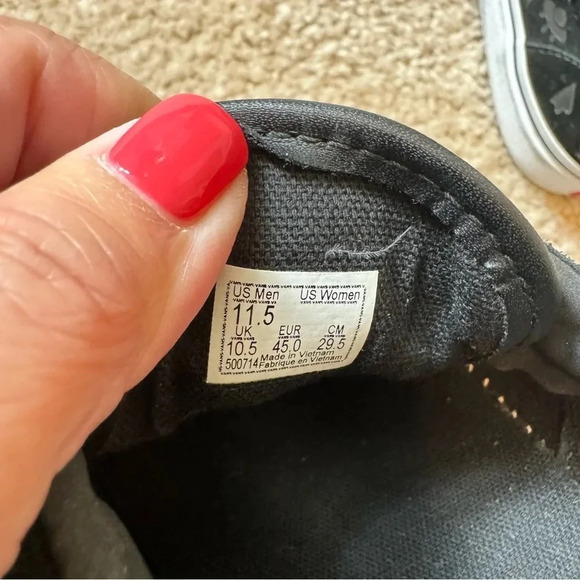 US Men US Women
11.5
UK EUR CM
10.5 45.0 29.5
500714 Made in Vietnam
Fabrique en Vietnam